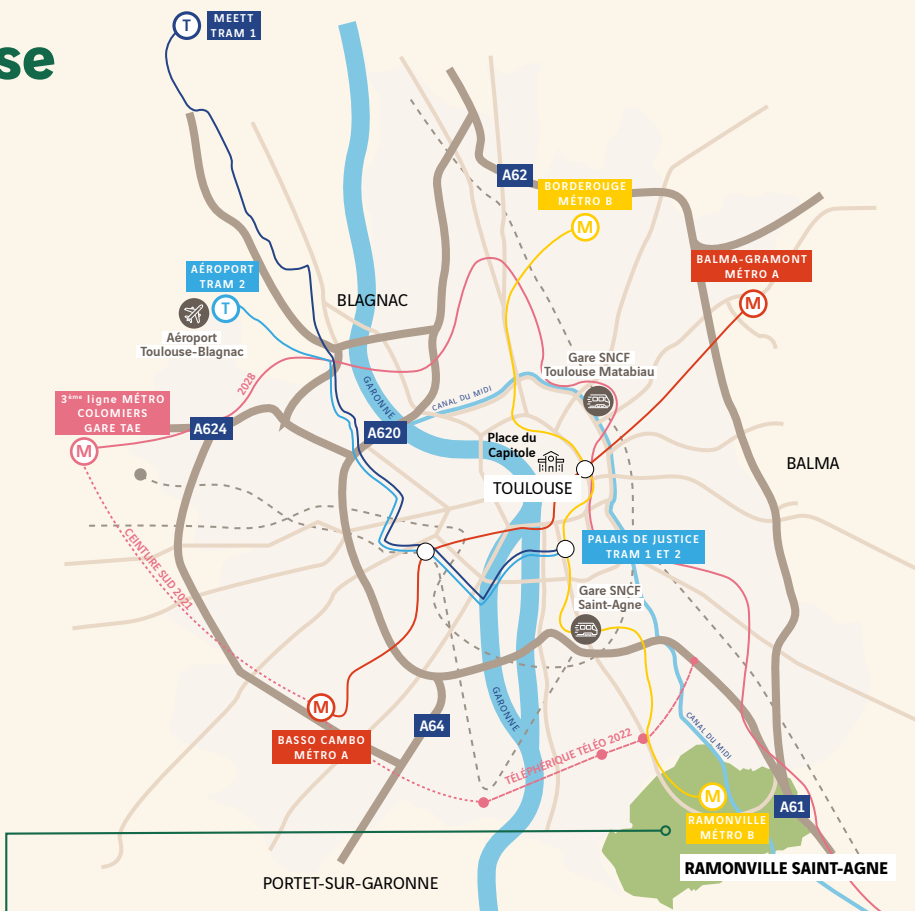 se
MEETT
TRAM 1
T
A62
BORDEROUGE
MÉTRO B
M
BALMA-GRAMONT
MÉTRO A
M
AÉROPORT
TRAM 2
T
BLAGNAC
Aéroport
Toulouse-Blagnac
Gare SNCF
Toulouse Matabiau
2028
GARONNE
CANAL DU MIDI
3ème ligne MÉTRO
COLOMIERS
GARE TAE
M
A624
A620
Place du
Capitole
TOULOUSE
BALMA
CEINTURE SUD 2021
PALAIS DE JUSTICE
TRAM 1 ET 2
Gare SNCF
Saint-Agne
M
BASSO CAMBO
MÉTRO A
A64
GARONNE
CANAL DU MIDI
TÉLÉPHÉRIQUE TÉLÉO 2022
M
RAMONVILLE
MÉTRO B
A61
RAMONVILLE SAINT-AGNE
PORTET-SUR-GARONNE